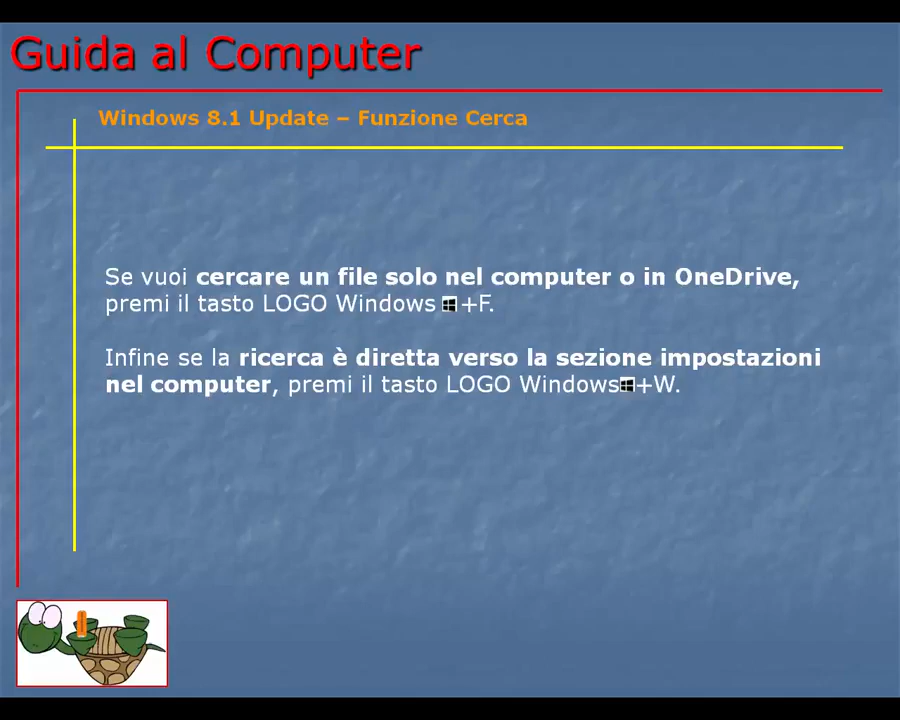 Guida al Computer
Windows 8.1 Update – Funzione Cerca
Se vuoi cercare un file solo nel computer o in OneDrive,
premi il tasto LOGO Windows +F.
Infine se la ricerca è diretta verso la sezione impostazioni
nel computer, premi il tasto LOGO Windows+W.